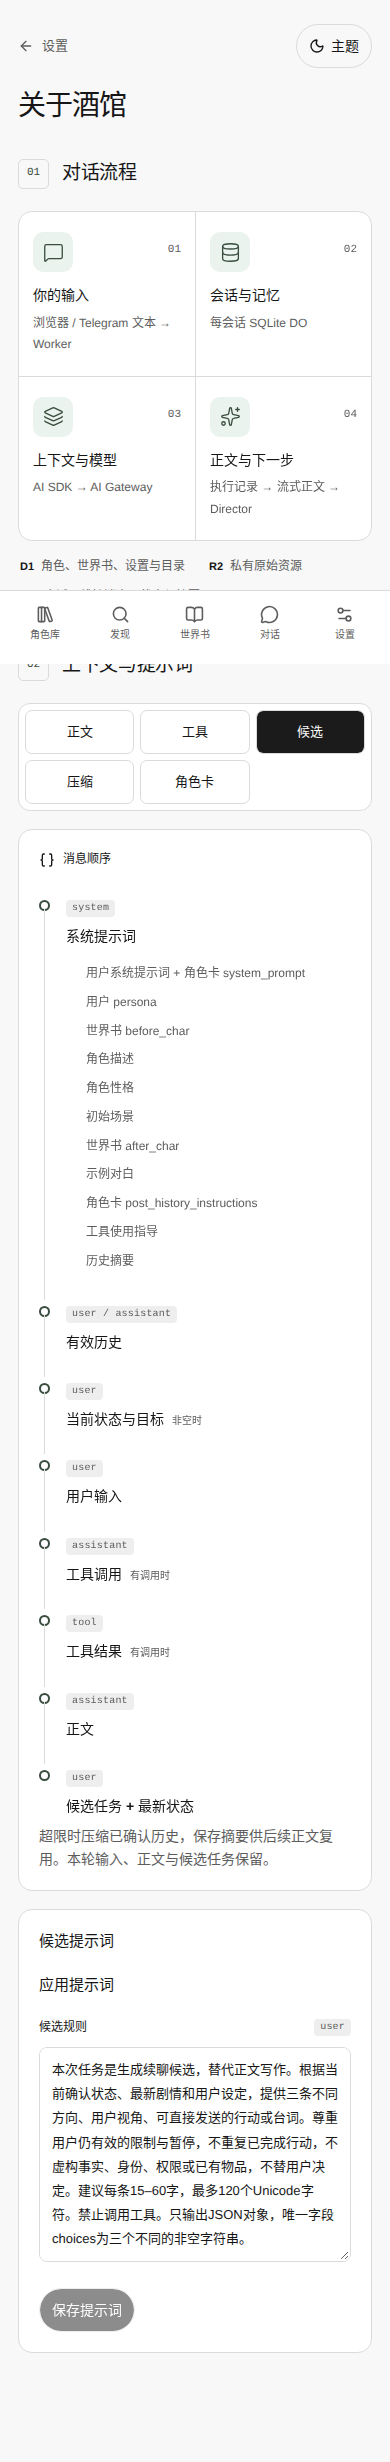 设置
主题
关于酒馆
01 对话流程
01
你的输入
浏览器 / Telegram 文本 →
Worker
02
会话与记忆
每会话 SQLite DO
03
上下文与模型
AI SDK → AI Gateway
04
正文与下一步
执行记录 → 流式正文 →
Director
D1 角色、世界书、设置与目录 R2 私有原始资源
角色库 发现 世界书 对话 设置
02 上下文与提示词
正文 工具 候选
压缩 角色卡
消息顺序
system
系统提示词
用户系统提示词 + 角色卡 system_prompt
用户 persona
世界书 before_char
角色描述
角色性格
初始场景
世界书 after_char
示例对白
角色卡 post_history_instructions
工具使用指导
历史摘要
user / assistant
有效历史
user
当前状态与目标 非空时
user
用户输入
assistant
工具调用 有调用时
tool
工具结果 有调用时
assistant
正文
user
候选任务 + 最新状态
超限时压缩已确认历史，保存摘要供后续正文复
用。本轮输入、正文与候选任务保留。
候选提示词
应用提示词
候选规则 user
本次任务是生成续聊候选，替代正文写作。根据当
前确认状态、最新剧情和用户设定，提供三条不同
方向、用户视角、可直接发送的行动或台词。尊重
用户仍有效的限制与暂停，不重复已完成行动，不
虚构事实、身份、权限或已有物品，不替用户决
定。建议每条15–60字，最多120个Unicode字
符。禁止调用工具。只输出JSON对象，唯一字段
choices为三个不同的非空字符串。
保存提示词